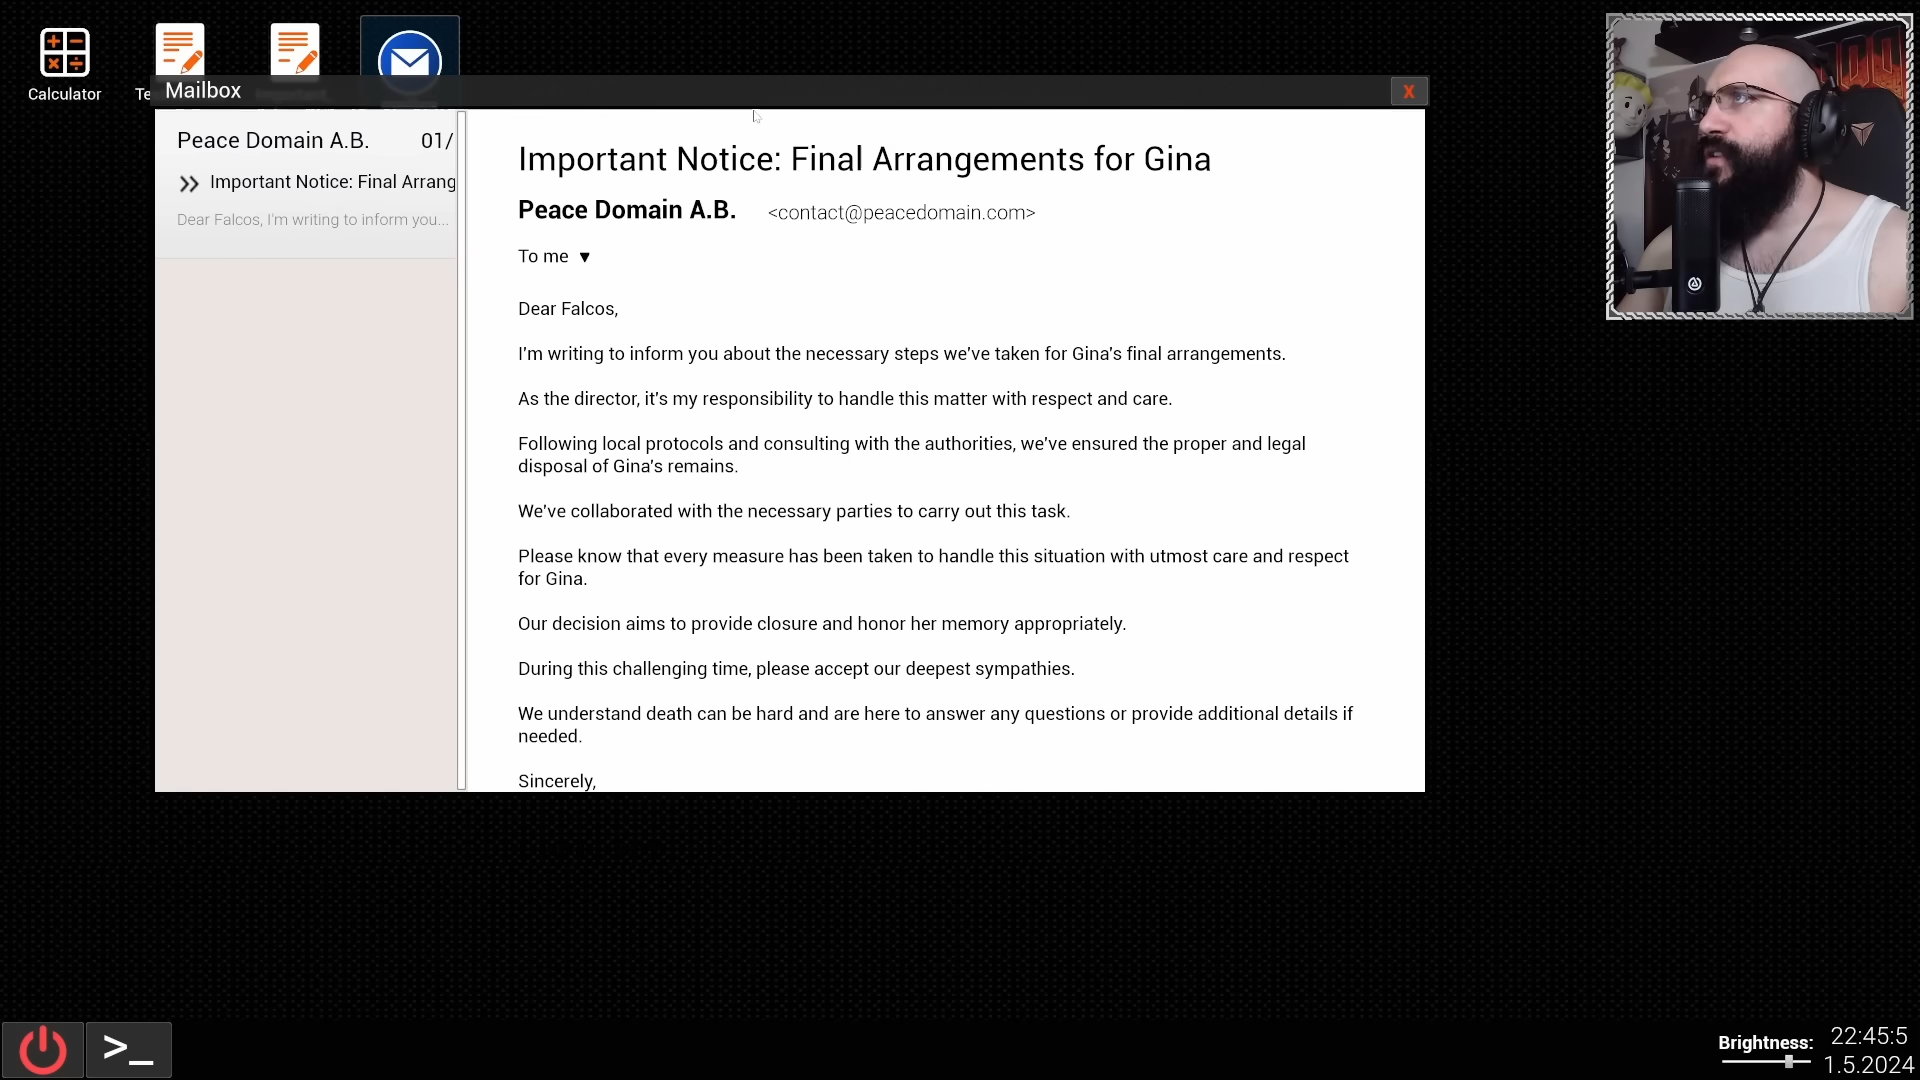 Calculator
Te
Mailbox
X
Peace Domain A.B. 01/
Important Notice: Final Arrang
Dear Falcos, I'm writing to inform you...
Important Notice: Final Arrangements for Gina
Peace Domain A.B. <contact@peacedomain.com>
To me ▼
Dear Falcos,
I'm writing to inform you about the necessary steps we've taken for Gina's final arrangements.
As the director, it's my responsibility to handle this matter with respect and care.
Following local protocols and consulting with the authorities, we've ensured the proper and legal
disposal of Gina's remains.
We've collaborated with the necessary parties to carry out this task.
Please know that every measure has been taken to handle this situation with utmost care and respect
for Gina.
Our decision aims to provide closure and honor her memory appropriately.
During this challenging time, please accept our deepest sympathies.
We understand death can be hard and are here to answer any questions or provide additional details if
needed.
Sincerely,
>_
Brightness:
22:45:5
1.5.2024